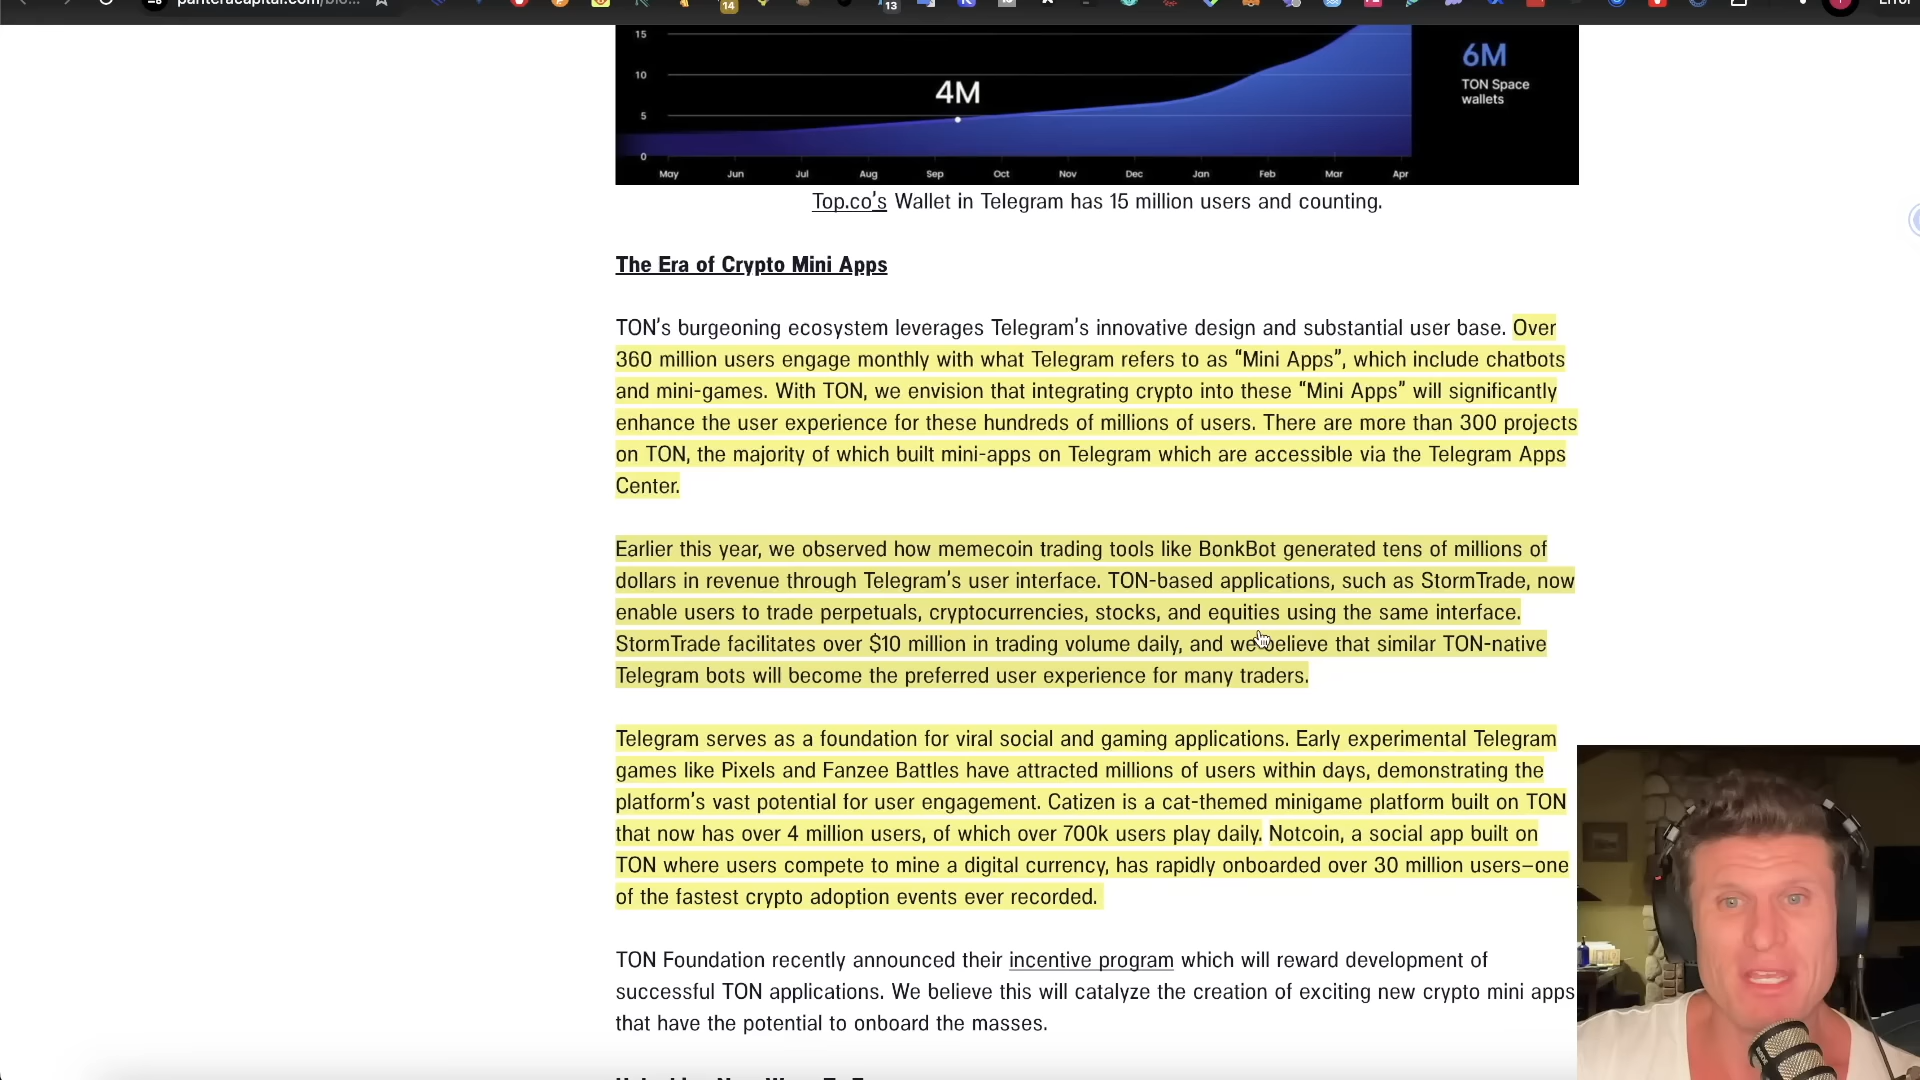 panteracapital.com/blo...
14
13
Error
15
10
5
0
4M
6M
TON Space
wallets
May Jun Jul Aug Sep Oct Nov Dec Jan Feb Mar Apr
Top.co’s Wallet in Telegram has 15 million users and counting.
The Era of Crypto Mini Apps
TON’s burgeoning ecosystem leverages Telegram’s innovative design and substantial user base. Over
360 million users engage monthly with what Telegram refers to as “Mini Apps”, which include chatbots
and mini-games. With TON, we envision that integrating crypto into these “Mini Apps” will significantly
enhance the user experience for these hundreds of millions of users. There are more than 300 projects
on TON, the majority of which built mini-apps on Telegram which are accessible via the Telegram Apps
Center.
Earlier this year, we observed how memecoin trading tools like BonkBot generated tens of millions of
dollars in revenue through Telegram’s user interface. TON-based applications, such as StormTrade, now
enable users to trade perpetuals, cryptocurrencies, stocks, and equities using the same interface.
StormTrade facilitates over $10 million in trading volume daily, and we believe that similar TON-native
Telegram bots will become the preferred user experience for many traders.
Telegram serves as a foundation for viral social and gaming applications. Early experimental Telegram
games like Pixels and Fanzee Battles have attracted millions of users within days, demonstrating the
platform’s vast potential for user engagement. Catizen is a cat-themed minigame platform built on TON
that now has over 4 million users, of which over 700k users play daily. Notcoin, a social app built on
TON where users compete to mine a digital currency, has rapidly onboarded over 30 million users–one
of the fastest crypto adoption events ever recorded.
TON Foundation recently announced their incentive program which will reward development of
successful TON applications. We believe this will catalyze the creation of exciting new crypto mini apps
that have the potential to onboard the masses.